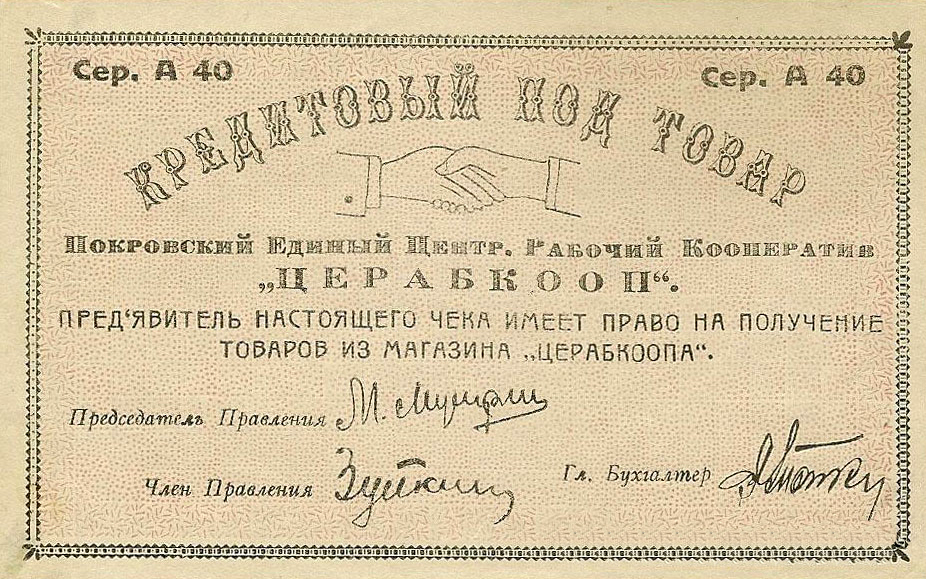 Сер. А 40 Сер. А 40
КРЕДИТОВЫЙ ПОД ТОВАР
Покровский Единый Центр. Рабочий Кооператив
„ЦЕРАБКООП“.
ПРЕД‘ЯВИТЕЛЬ НАСТОЯЩЕГО ЧЕКА ИМЕЕТ ПРАВО НА ПОЛУЧЕНИЕ
ТОВАРОВ ИЗ МАГАЗИНА „ЦЕРАБКООПА“.
Председатель Правления М.
Член Правления
Гл. Бухгалтер